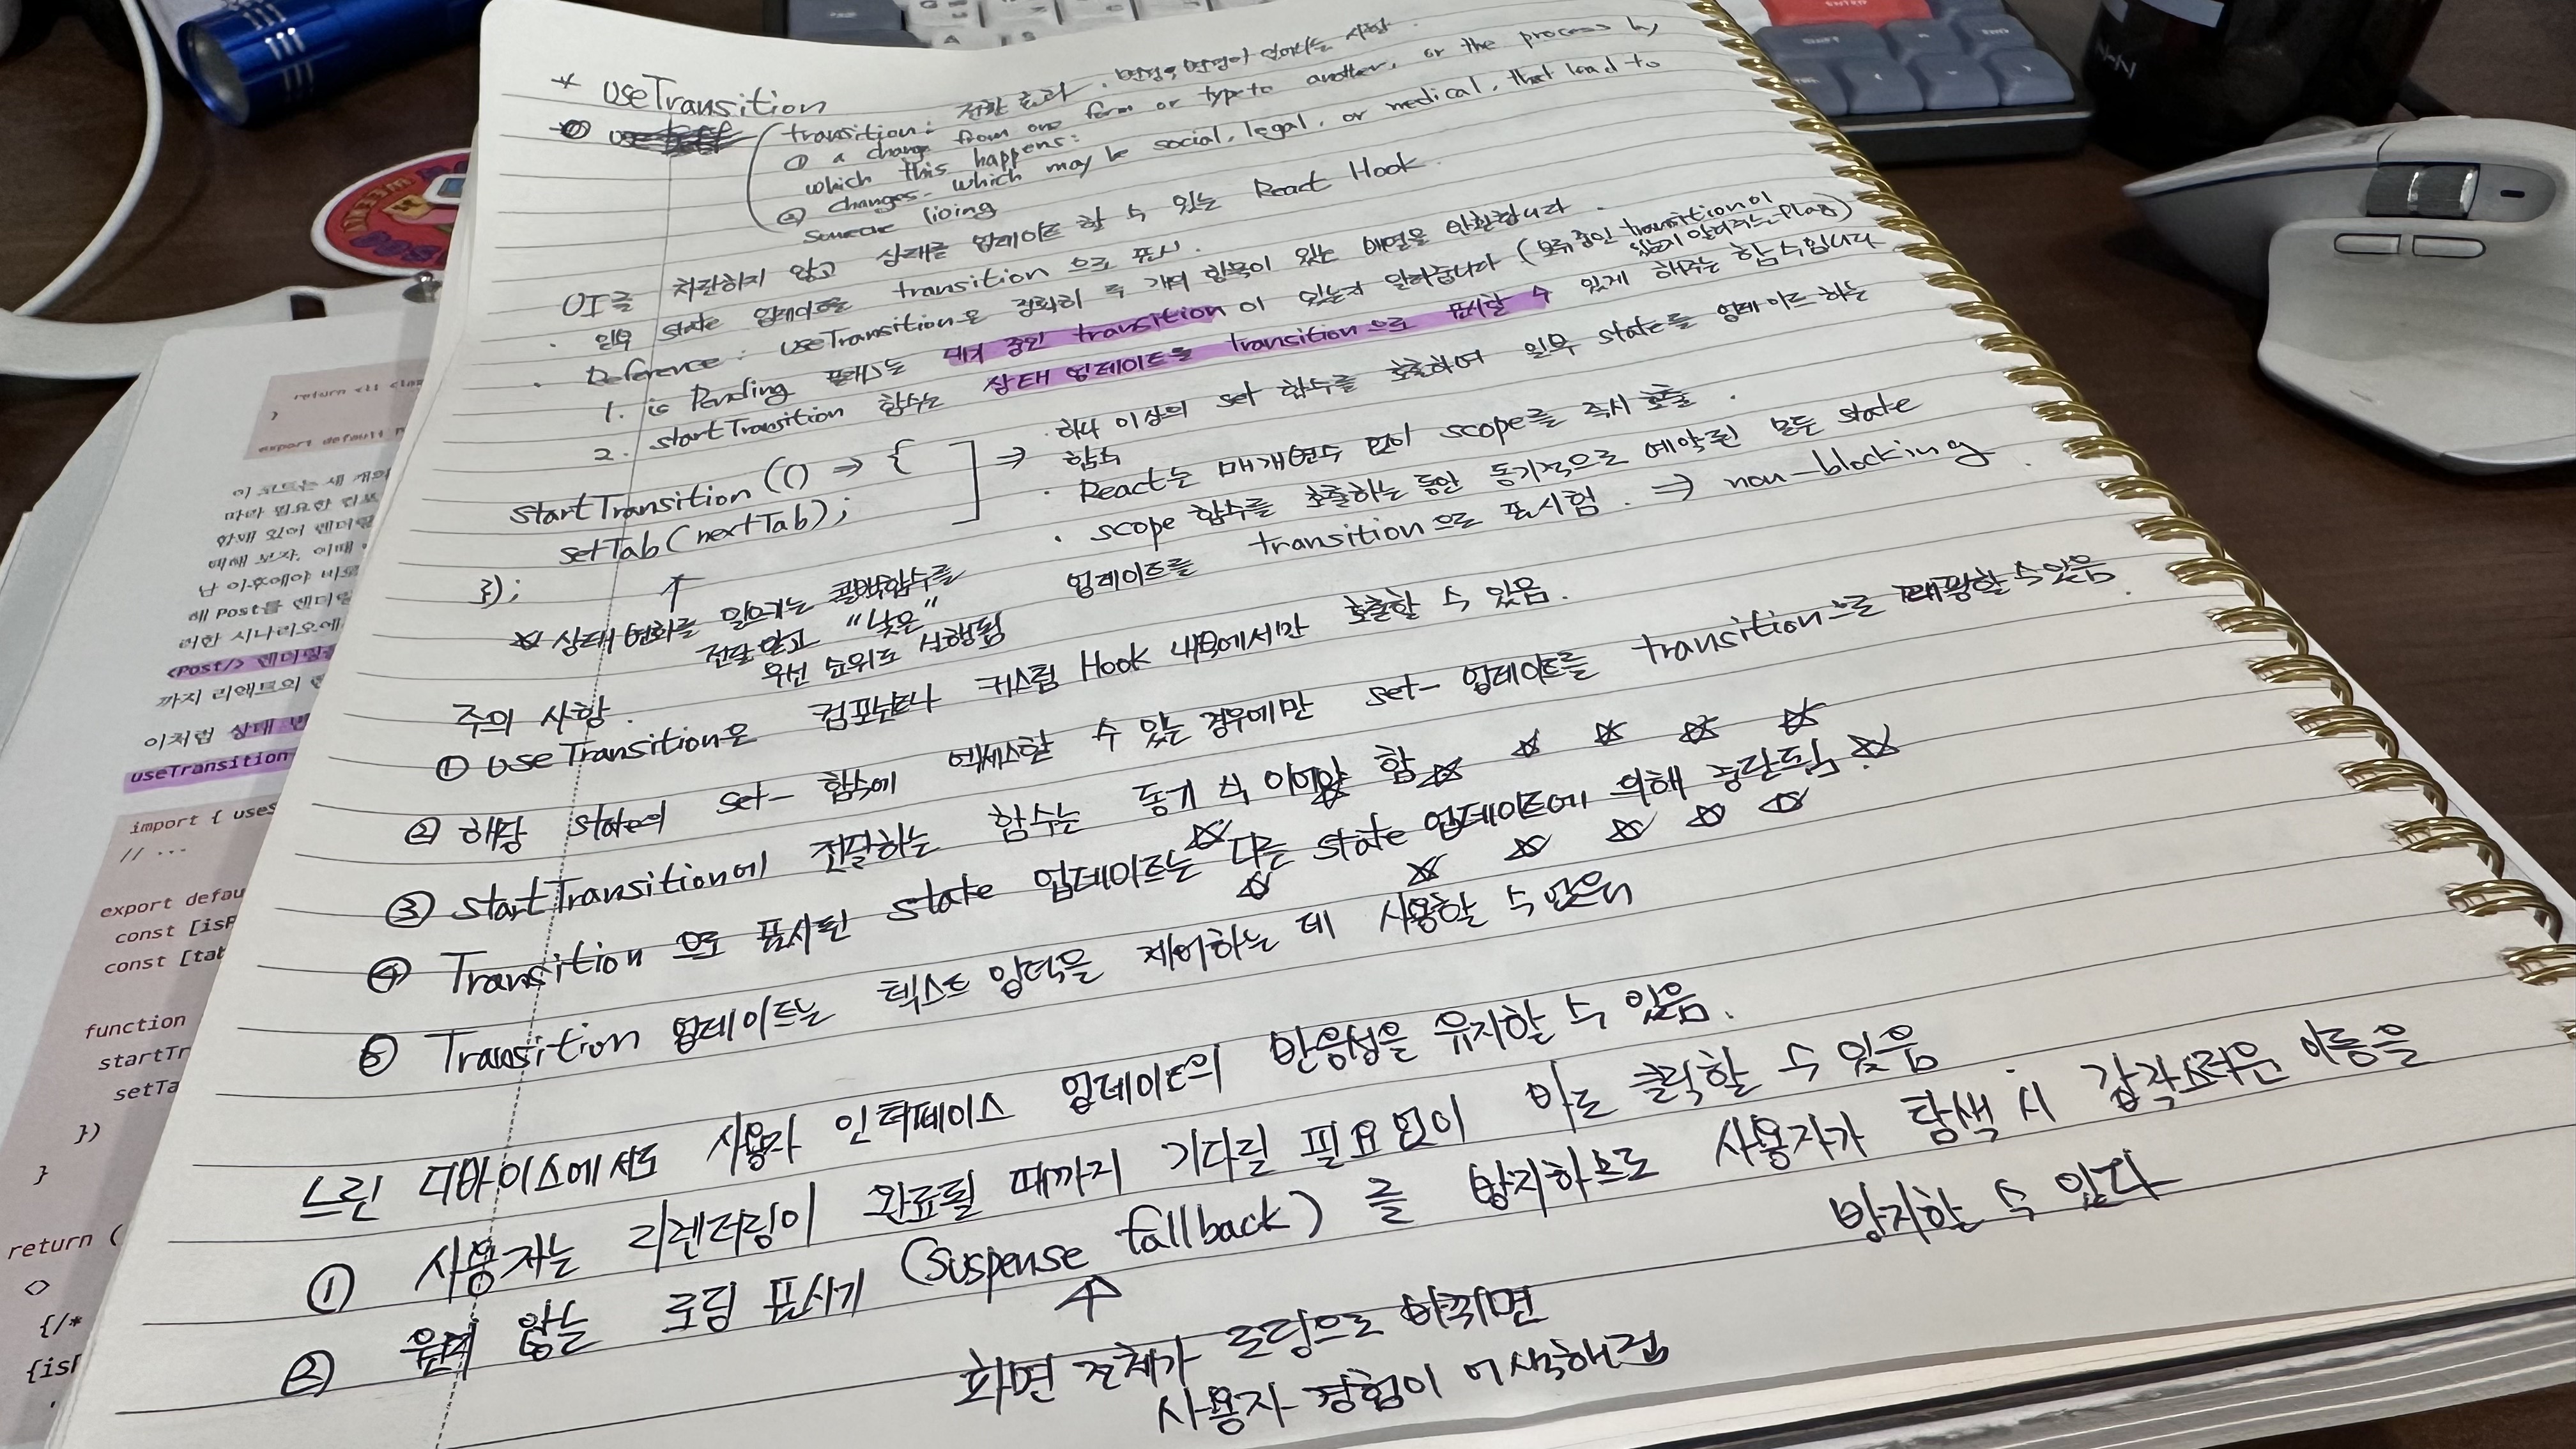 * useTransition
transition : 전환 효과, 변경, 변경이 일어나는 사항
① a change from one form or type to another, or the process by
which this happens:
② changes- which may be social, legal, or medical, that lead to
someone living
UI를 차단하지 않고 상태를 업데이트 할 수 있는 React Hook
· 일부 state 업데이트를 transition 으로 표시.
· Reference : useTransition은 정확히 두 개의 항목이 있는 배열을 반환합니다.
1. is Pending 플래그는 대기 중인 transition 이 있는지 알려줍니다 (보류 중인 transition이
있는지 알려주는 flag)
2. startTransition 함수는 상태 업데이트를 transition으로 표시할 수 있게 해주는 함수입니다
startTransition (() => {
setTab(nextTab);
});
⇒ · 하나 이상의 set 함수를 호출하여 일부 state를 업데이트 하는
함수
· React는 매개변수 없이 scope를 즉시 호출.
· scope 함수를 호출하는 동안 동기적으로 예약된 모든 state
업데이트를 transition으로 표시함. ⇒ non-blocking
↑
☆ 상태 변화를 일으키는 콜백함수를
전달 받고 "낮은"
우선 순위로 실행됨
주의 사항.
① useTransition은 컴포넌트나 커스텀 Hook 내부에서만 호출할 수 있음.
② 해당 state의 set- 함수에 액세스할 수 있는 경우에만 set- 업데이트를 transition으로 래핑할 수 있음.
③ startTransition에 전달하는 함수는 동기 식 이어야 함 ☆ ☆ ☆ ☆ ☆
④ Transition 으로 표시된 state 업데이트는 다른 state 업데이트에 의해 중단됨. ☆
⑤ Transition 업데이트는 텍스트 입력을 제어하는 데 사용할 수 없음
느린 디바이스에서도 사용자 인터페이스 업데이트의 반응성을 유지할 수 있음.
① 사용자는 리렌더링이 완료될 때까지 기다릴 필요 없이 바로 클릭할 수 있음
② 원치 않는 로딩 표시기 (Suspense fallback) 를 방지하므로 사용자가 탐색 시 갑작스러운 이동을
방지할 수 있다
↑
화면 전체가 로딩으로 바뀌면
사용자 경험이 어색해짐
return <li clas
}
export default P
이 코드는 세 개의
따라 필요한 컴포
함께 있어 렌더링
해 보자. 이때
난 이후에야 비로
해 Post를 렌더링
러한 시나리오에
<Post/> 렌더링을
까지 리액트의 렌
이처럼 상태 변
useTransition
import { uses
// ...
export defau
const [isP
const [tab
function
startTr
setTa
})
}
return (
<>
{/*
{isP